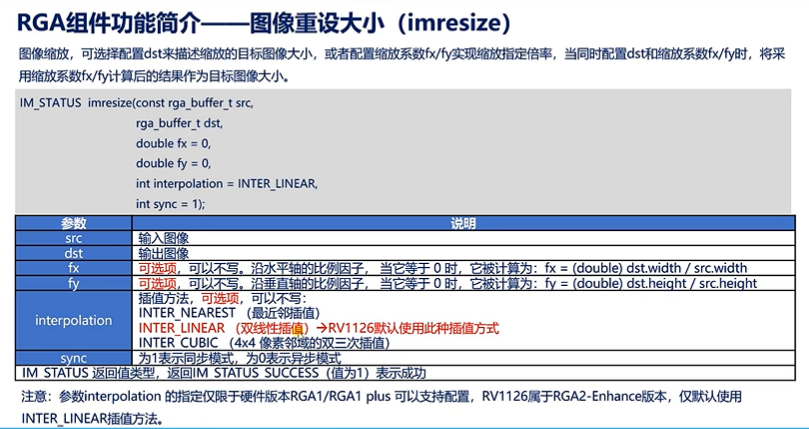 RGA组件功能简介——图像重设大小（imresize）
图像缩放，可选择配置dst来描述缩放的目标图像大小，或者配置缩放系数fx/fy实现缩放指定倍率，当同时配置dst和缩放系数fx/fy时，将采
用缩放系数fx/fy计算后的结果作为目标图像大小。
IM_STATUS imresize(const rga_buffer_t src,
rga_buffer_t dst,
double fx = 0,
double fy = 0,
int interpolation = INTER_LINEAR,
int sync = 1);
参数 说明
src 输入图像
dst 输出图像
fx 可选项，可以不写。沿水平轴的比例因子， 当它等于 0 时，它被计算为：fx = (double) dst.width / src.width
fy 可选项，可以不写。沿垂直轴的比例因子， 当它等于 0 时，它被计算为：fy = (double) dst.height / src.height
interpolation 插值方法，可选项，可以不写：
INTER_NEAREST （最近邻插值）
INTER_LINEAR （双线性插值）→RV1126默认使用此种插值方式
INTER_CUBIC （4x4 像素邻域的双三次插值）
sync 为1表示同步模式，为0表示异步模式
IM_STATUS 返回值类型，返回IM_STATUS_SUCCESS（值为1）表示成功
注意：参数interpolation 的指定仅限于硬件版本RGA1/RGA1 plus 可以支持配置，RV1126属于RGA2-Enhance版本，仅默认使用
INTER_LINEAR插值方法。